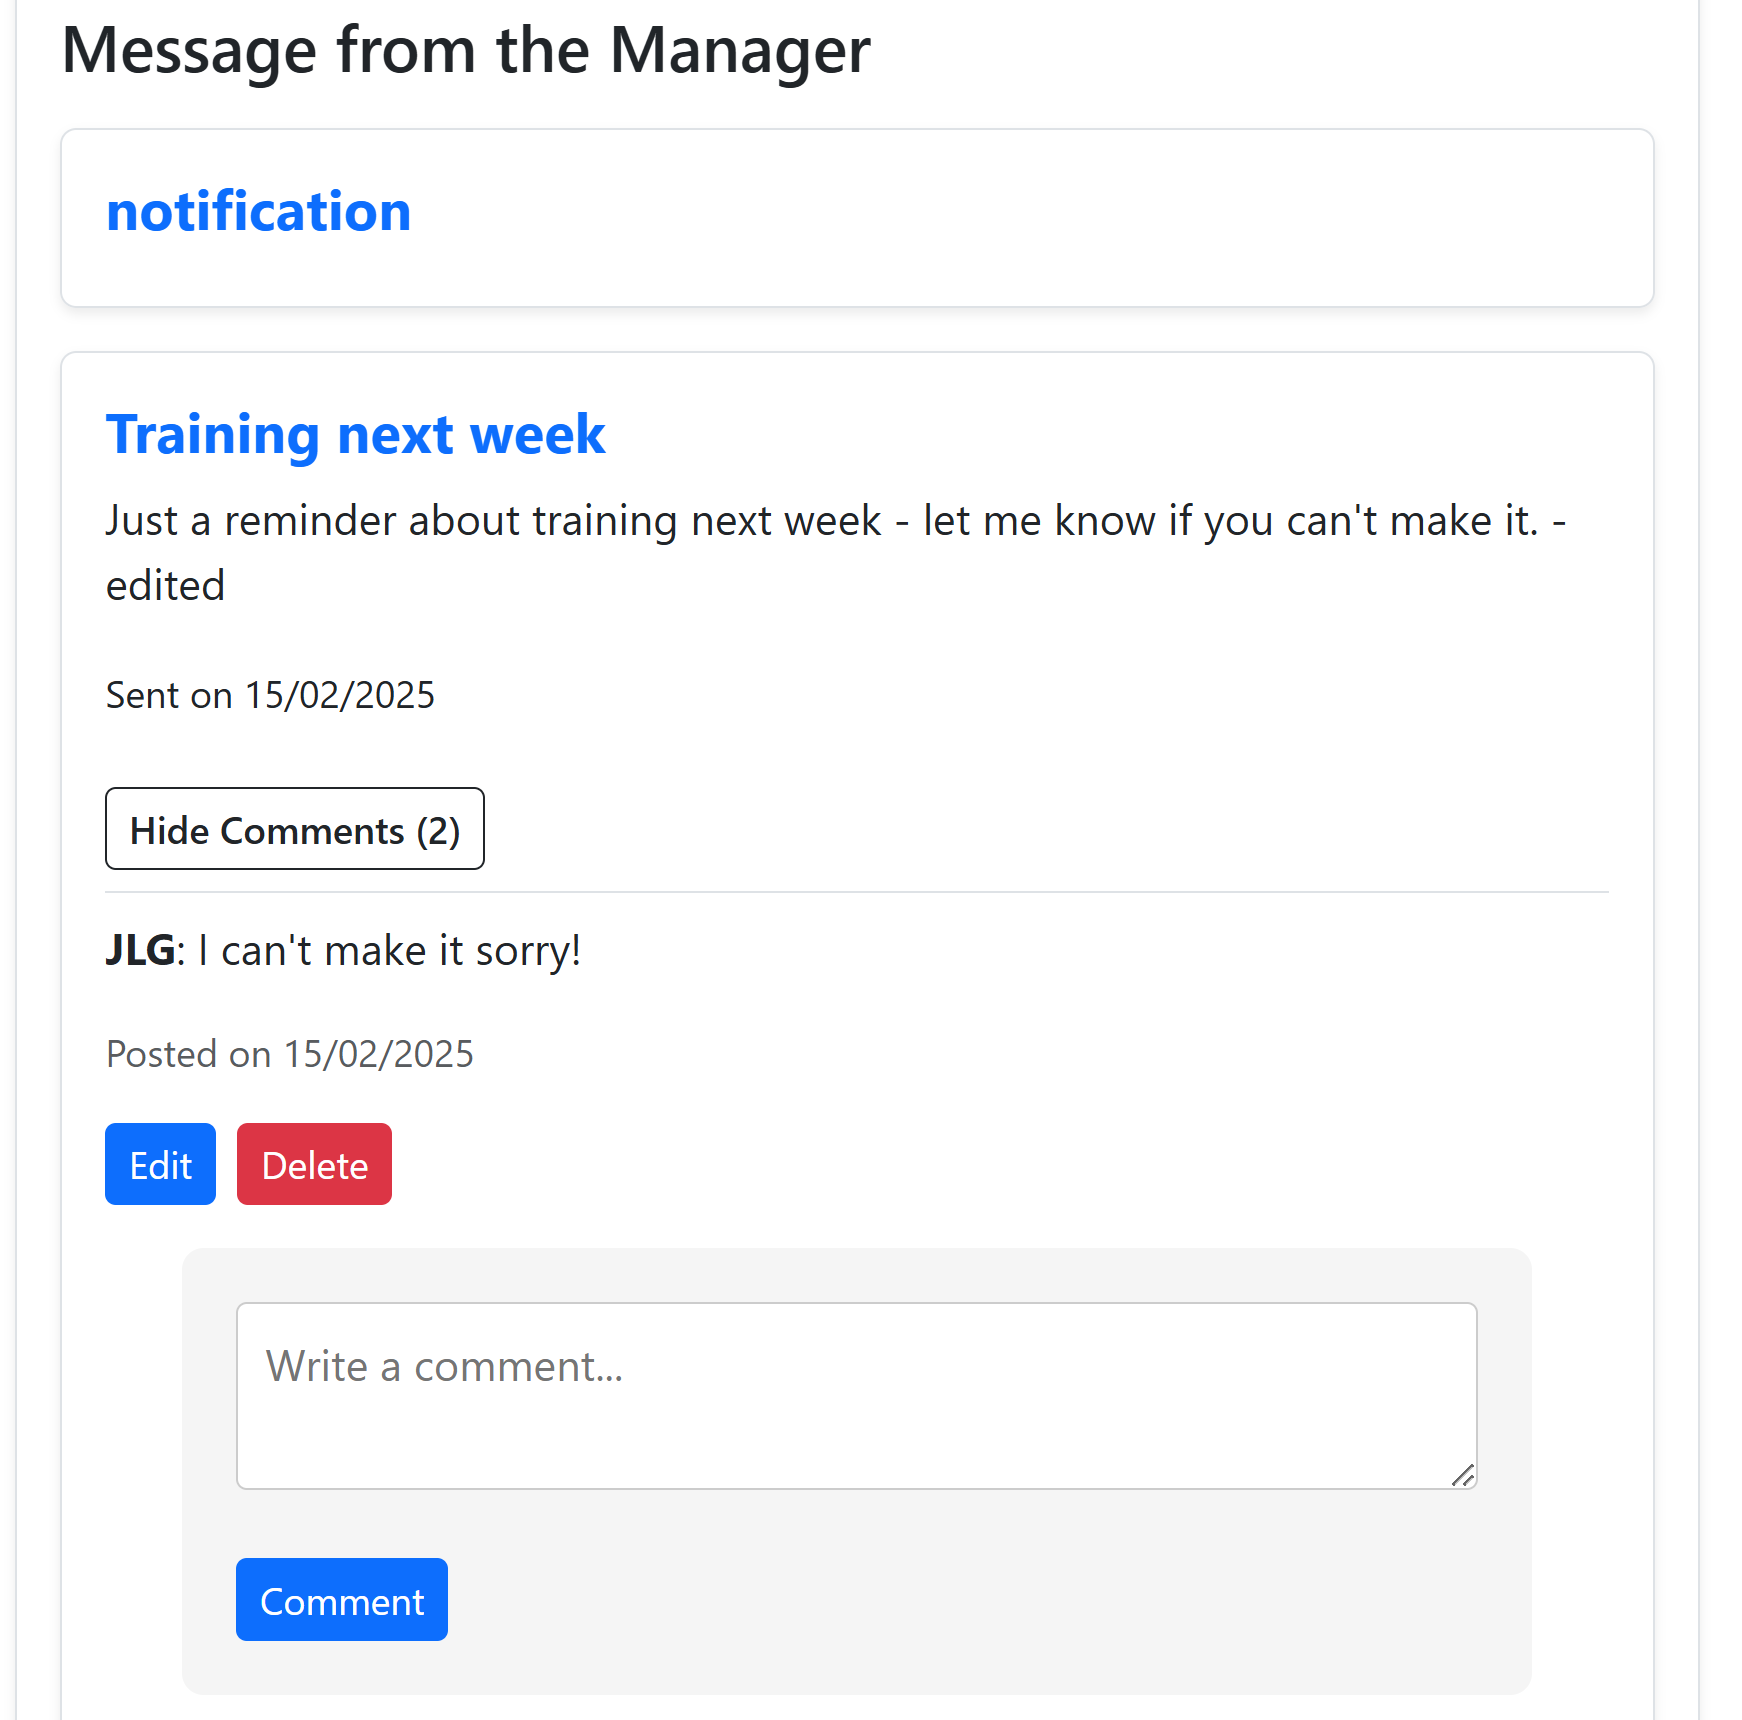 Message from the Manager
notification
Training next week
Just a reminder about training next week - let me know if you can't make it. -
edited
Sent on 15/02/2025
Hide Comments (2)
JLG: I can't make it sorry!
Posted on 15/02/2025
Edit Delete
Write a comment...
Comment